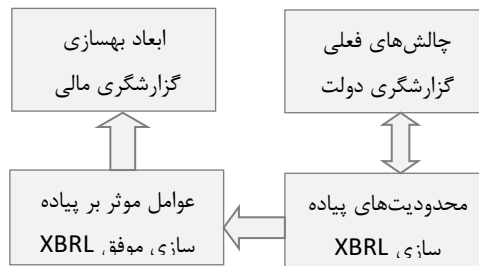 چالش‌های فعلی
گزارشگری دولت
ابعاد بهسازی
گزارشگری مالی
محدودیت‌های پیاده
سازی XBRL
عوامل موثر بر پیاده
سازی موفق XBRL